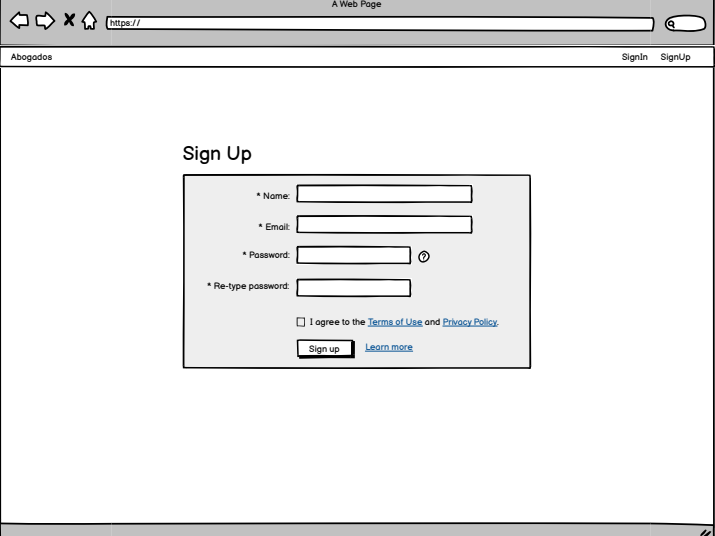 A Web Page
https://
Abogados SignIn SignUp
Sign Up
* Name:
* Email:
* Password: ?
* Re-type password:
I agree to the Terms of Use and Privacy Policy.
Sign up Learn more